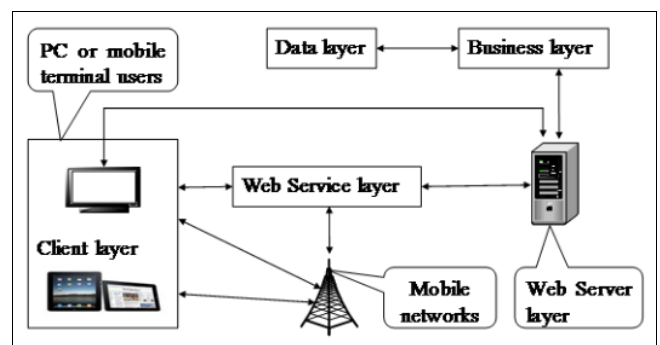 PC or mobile
terminal users
Data layer
Business layer
Web Service layer
Client layer
Mobile
networks
Web Server
layer